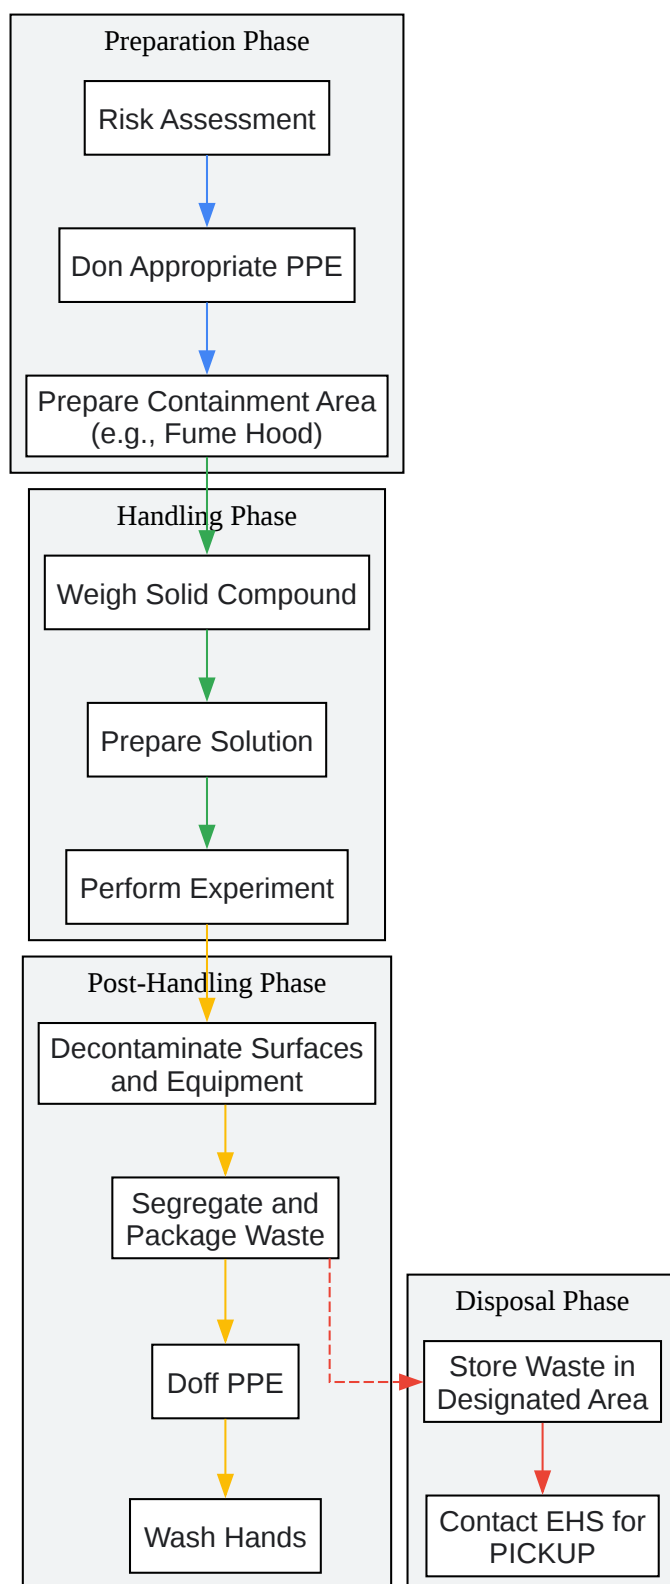 Preparation Phase
Risk Assessment
Don Appropriate PPE
Prepare Containment Area
(e.g., Fume Hood)
Handling Phase
Weigh Solid Compound
Prepare Solution
Perform Experiment
Post-Handling Phase
Decontaminate Surfaces
and Equipment
Segregate and
Package Waste
Doff PPE
Wash Hands
Disposal Phase
Store Waste in
Designated Area
Contact EHS for
PICKUP